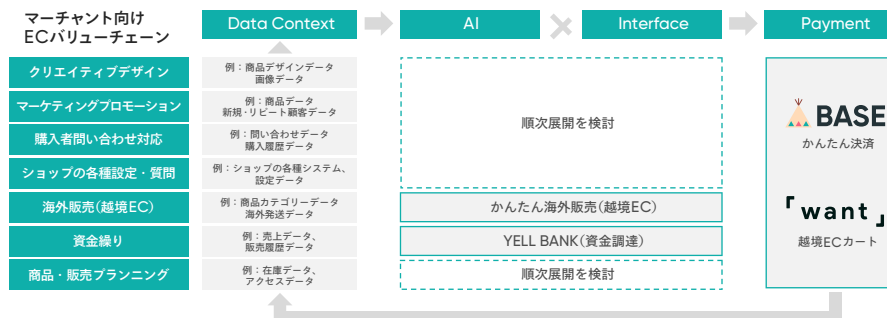 マーチャント向け
ECバリューチェーン
Data Context
AI
Interface
Payment
クリエイティブデザイン
例：商品デザインデータ
画像データ
マーケティングプロモーション
例：商品データ
新規・リピート顧客データ
購入者問い合わせ対応
例：問い合わせデータ
購入履歴データ
ショップの各種設定・質問
例：ショップの各種システム、
設定データ
順次展開を検討
海外販売（越境EC）
例：商品カテゴリーデータ
海外発送データ
かんたん海外販売（越境EC）
資金繰り
例：売上データ、
販売履歴データ
YELL BANK（資金調達）
商品・販売プランニング
例：在庫データ、
アクセスデータ
順次展開を検討
BASE
かんたん決済
「want」
越境ECカート